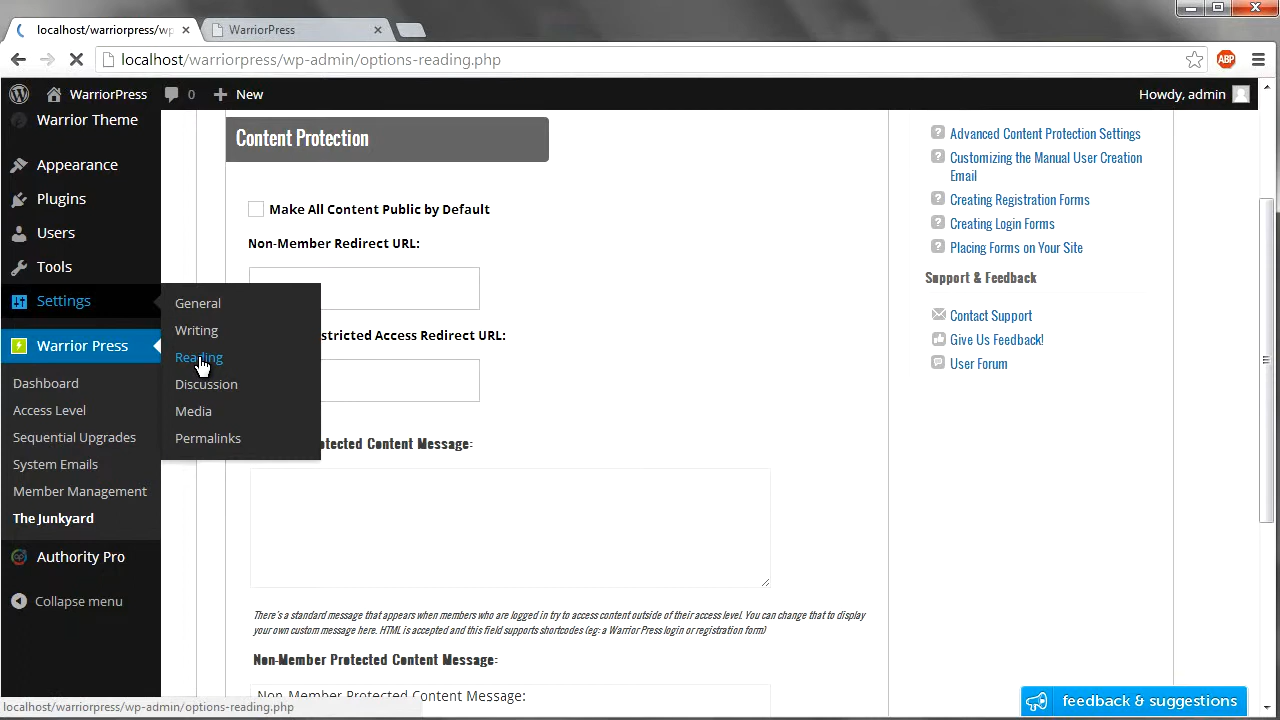 localhost/warriorpress/wp
WarriorPress
localhost/warriorpress/wp-admin/options-reading.php
ABP
WarriorPress
0
New
Howdy, admin
Warrior Theme
Appearance
Plugins
Users
Tools
Settings
Warrior Press
Dashboard
Access Level
Sequential Upgrades
System Emails
Member Management
The Junkyard
Authority Pro
Collapse menu
General
Writing
Reading
Discussion
Media
Permalinks
Content Protection
Make All Content Public by Default
Non-Member Redirect URL:
stricted Access Redirect URL:
otected Content Message:
There's a standard message that appears when members who are logged in try to access content outside of their access level. You can change that to display
your own custom message here. HTML is accepted and this field supports shortcodes (eg: a Warrior Press login or registration form)
Non-Member Protected Content Message:
Non-Member Protected Content Message:
Advanced Content Protection Settings
Customizing the Manual User Creation
Email
Creating Registration Forms
Creating Login Forms
Placing Forms on Your Site
Support & Feedback
Contact Support
Give Us Feedback!
User Forum
feedback & suggestions
localhost/warriorpress/wp-admin/options-reading.php